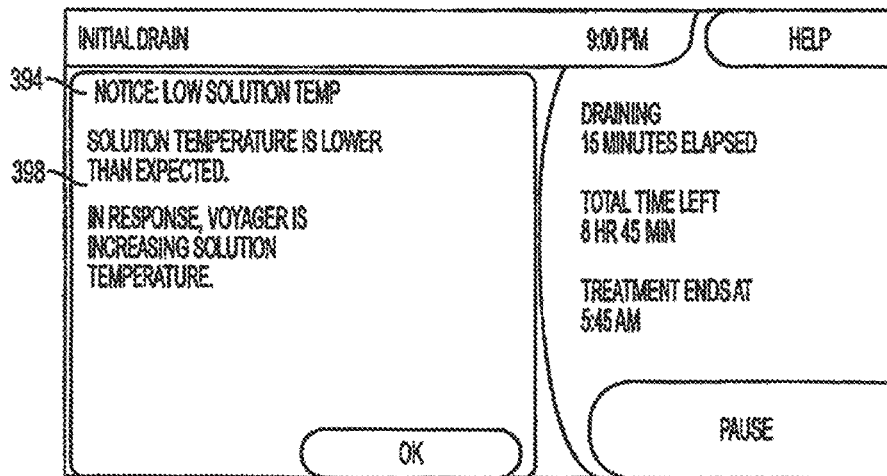 INITIAL DRAIN
9:00 PM
HELP
394
NOTICE: LOW SOLUTION TEMP
SOLUTION TEMPERATURE IS LOWER
THAN EXPECTED.
398
IN RESPONSE, VOYAGER IS
INCREASING SOLUTION
TEMPERATURE.
OK
DRAINING
15 MINUTES ELAPSED
TOTAL TIME LEFT
8 HR 45 MIN
TREATMENT ENDS AT
5:45 AM
PAUSE